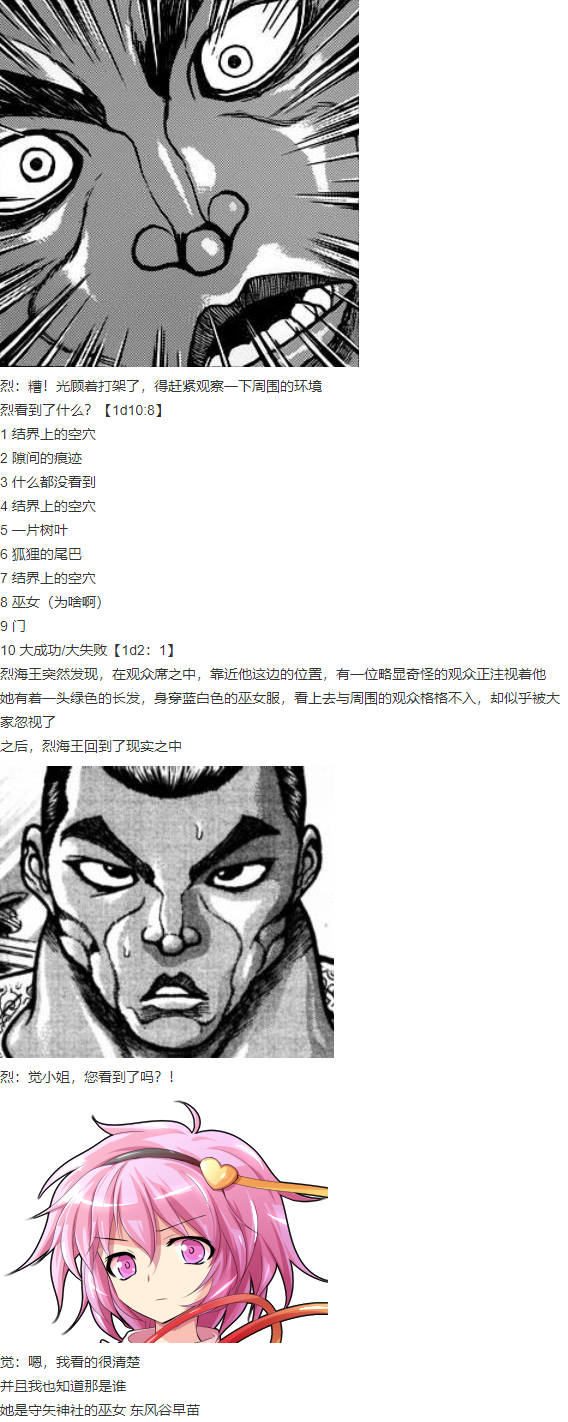 烈：糟！光顾着打架了，得赶紧观察一下周围的环境
烈看到了什么？【1d10:8】
1 结界上的空穴
2 隙间的痕迹
3 什么都没看到
4 结界上的空穴
5 一片树叶
6 狐狸的尾巴
7 结界上的空穴
8 巫女（为啥啊）
9 门
10 大成功/大失败【1d2：1】
烈海王突然发现，在观众席之中，靠近他这边的位置，有一位略显奇怪的观众正注视着他
她有着一头绿色的长发，身穿蓝白色的巫女服，看上去与周围的观众格格不入，却似乎被大
家忽视了
之后，烈海王回到了现实之中
烈：觉小姐，您看到了吗？！
觉：嗯，我看的很清楚
并且我也知道那是谁
她是守矢神社的巫女 东风谷早苗